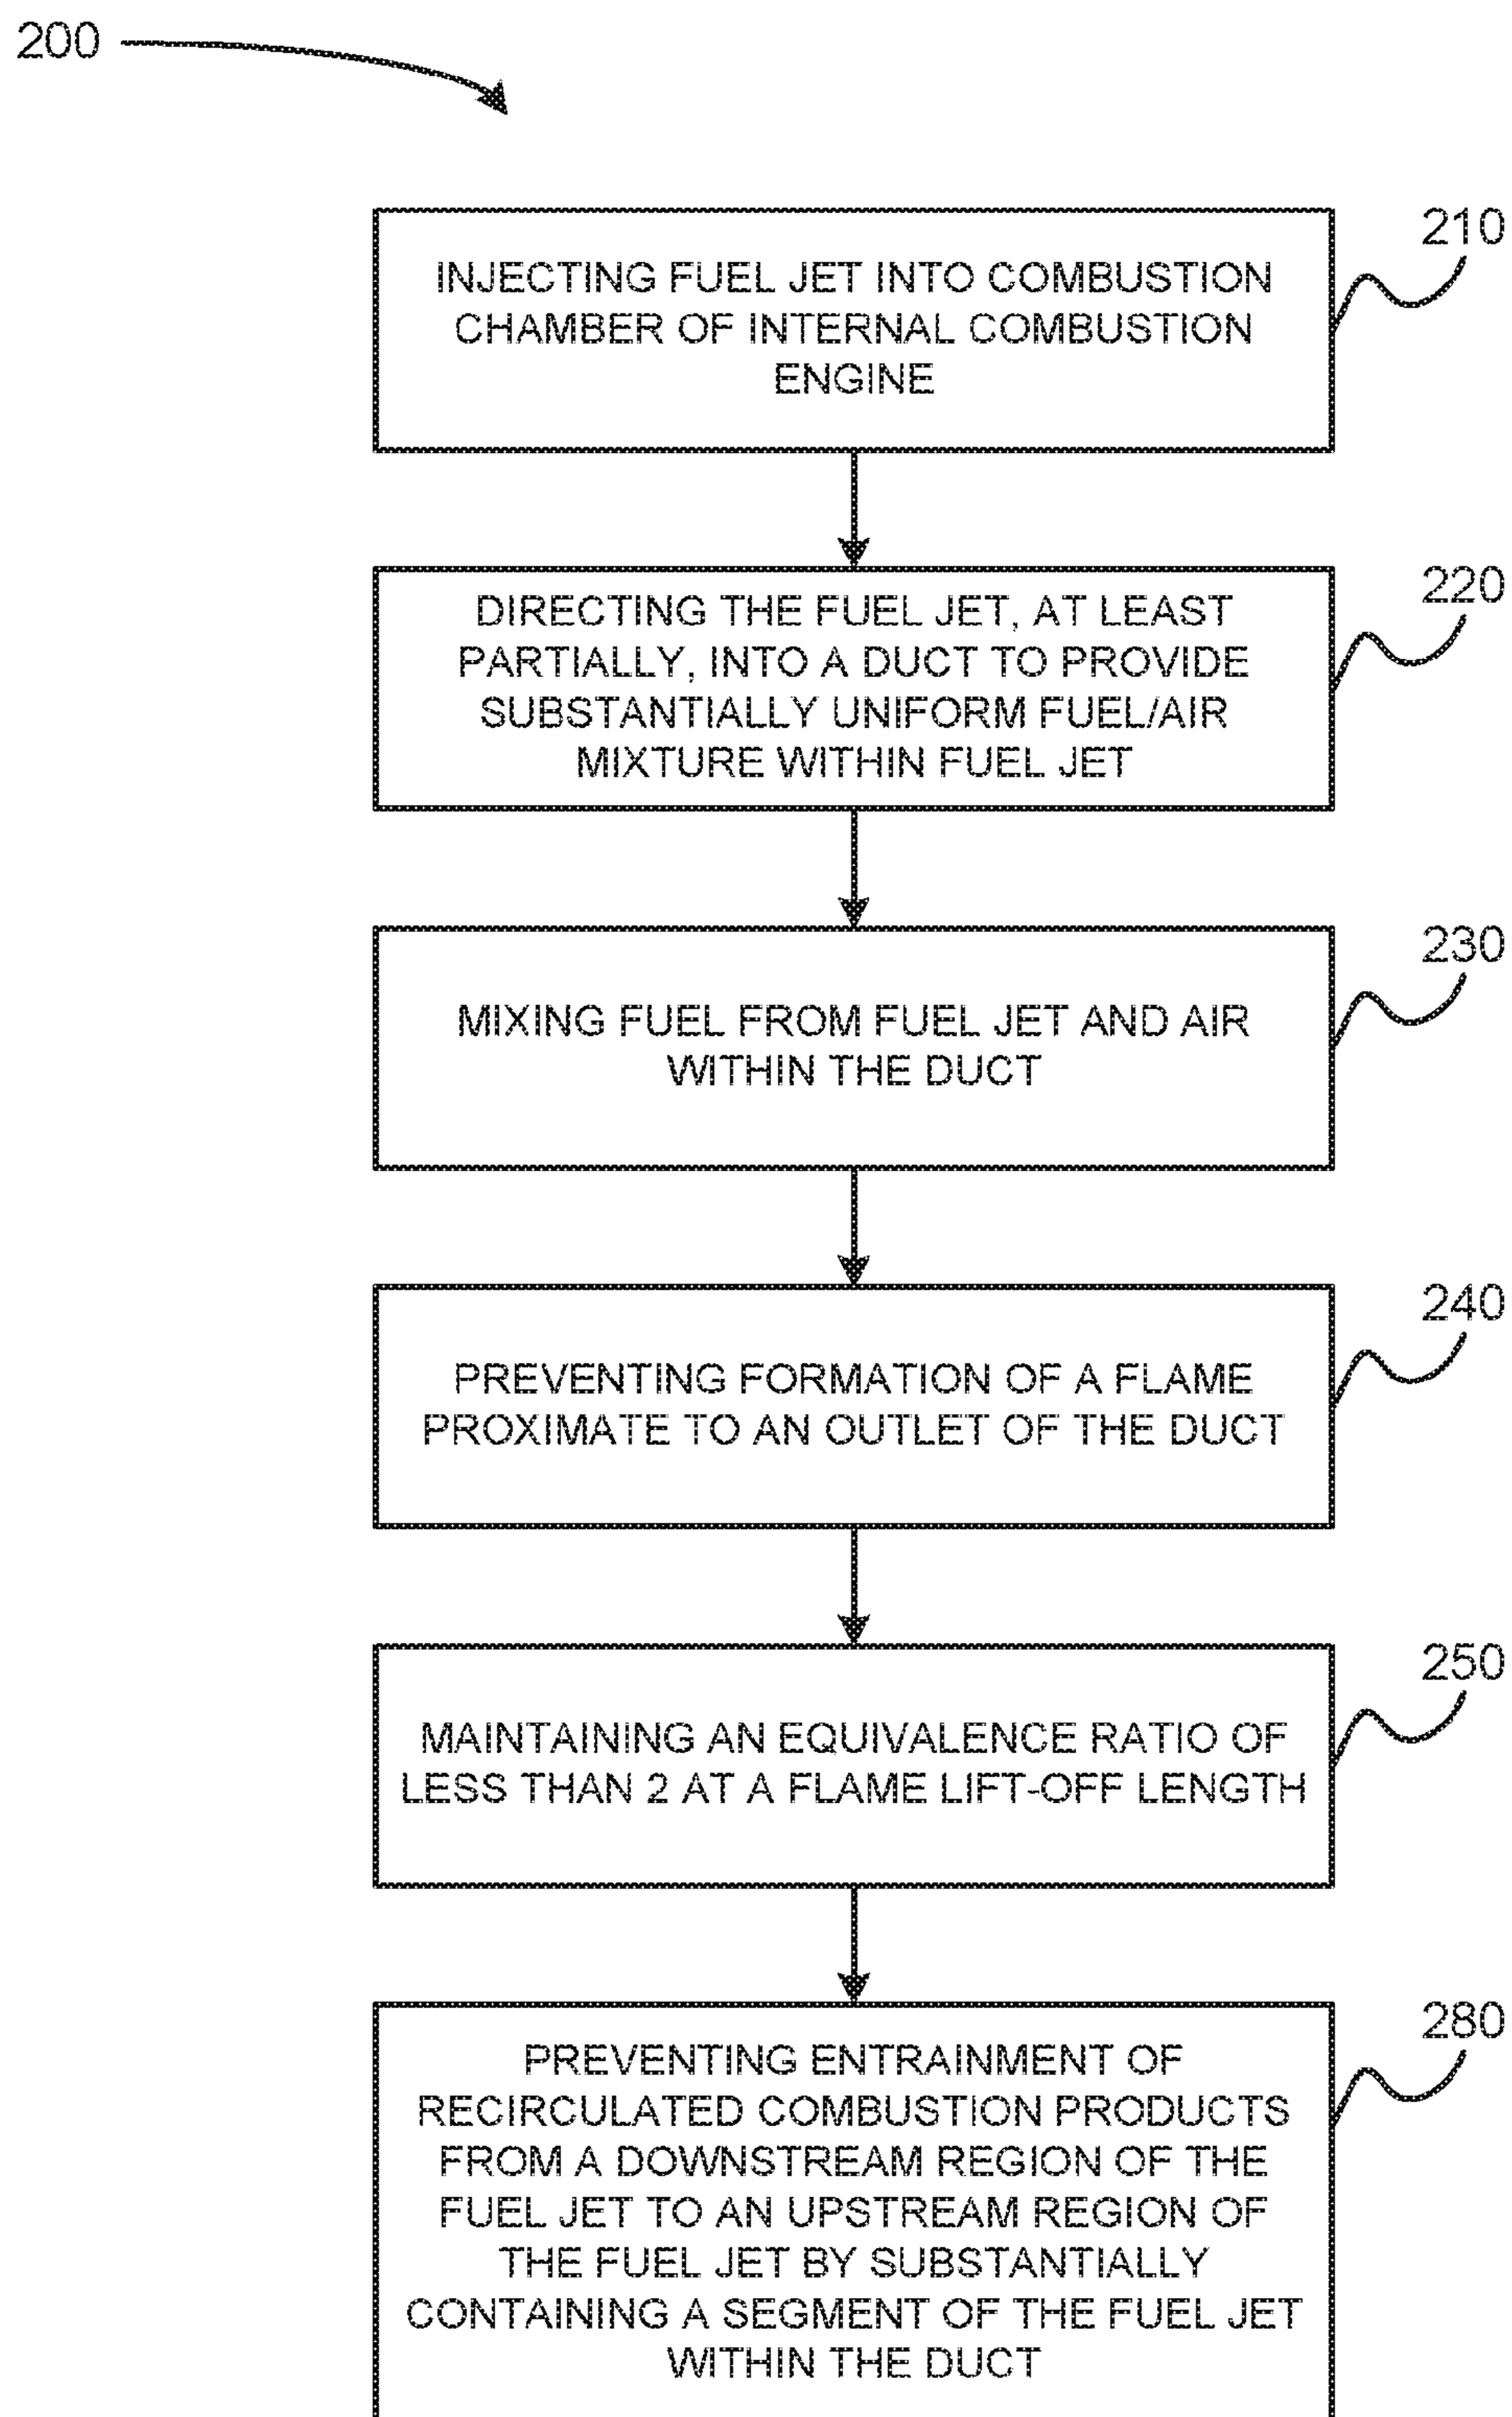 200
INJECTING FUEL JET INTO COMBUSTION
CHAMBER OF INTERNAL COMBUSTION
ENGINE
210
DIRECTING THE FUEL JET, AT LEAST
PARTIALLY, INTO A DUCT TO PROVIDE
SUBSTANTIALLY UNIFORM FUEL/AIR
MIXTURE WITHIN FUEL JET
220
MIXING FUEL FROM FUEL JET AND AIR
WITHIN THE DUCT
230
PREVENTING FORMATION OF A FLAME
PROXIMATE TO AN OUTLET OF THE DUCT
240
MAINTAINING AN EQUIVALENCE RATIO OF
LESS THAN 2 AT A FLAME LIFT-OFF LENGTH
250
PREVENTING ENTRAINMENT OF
RECIRCULATED COMBUSTION PRODUCTS
FROM A DOWNSTREAM REGION OF THE
FUEL JET TO AN UPSTREAM REGION OF
THE FUEL JET BY SUBSTANTIALLY
CONTAINING A SEGMENT OF THE FUEL JET
WITHIN THE DUCT
280